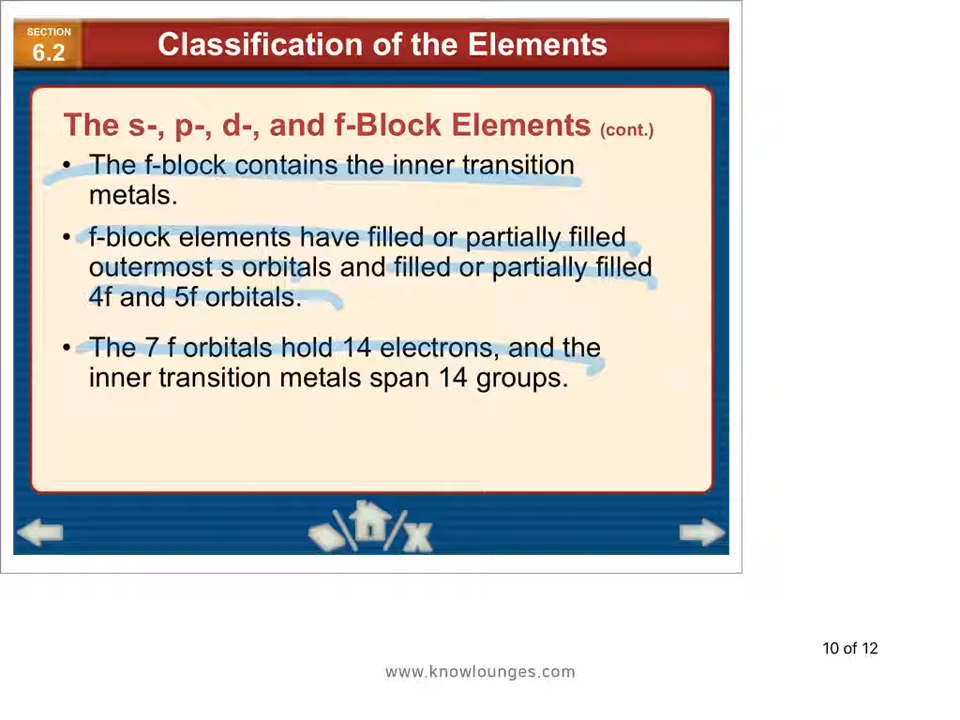 SECTION
6.2
Classification of the Elements
The s-, p-, d-, and f-Block Elements (cont.)
• The f-block contains the inner transition
metals.
• f-block elements have filled or partially filled
outermost s orbitals and filled or partially filled
4f and 5f orbitals.
• The 7 f orbitals hold 14 electrons, and the
inner transition metals span 14 groups.
X
10 of 12
www.knowlounges.com